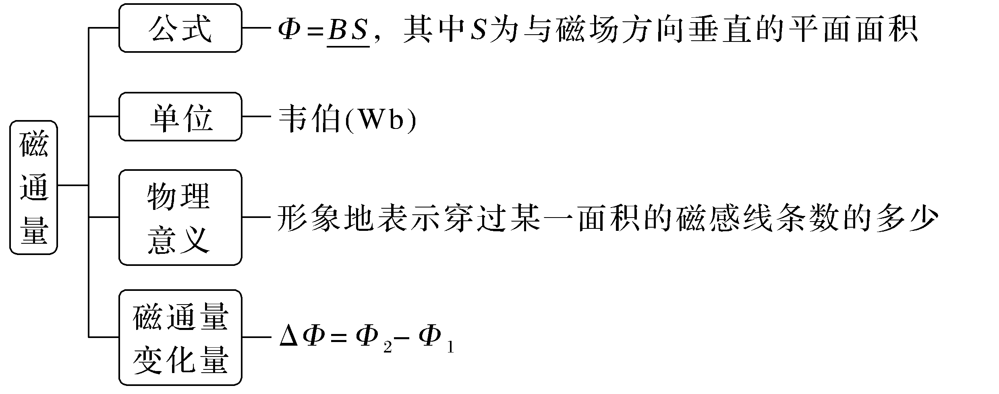 磁通量
公式
Φ=BS，其中S为与磁场方向垂直的平面面积
单位
韦伯(Wb)
物理
意义
形象地表示穿过某一面积的磁感线条数的多少
磁通量
变化量
ΔΦ=Φ₂-Φ₁